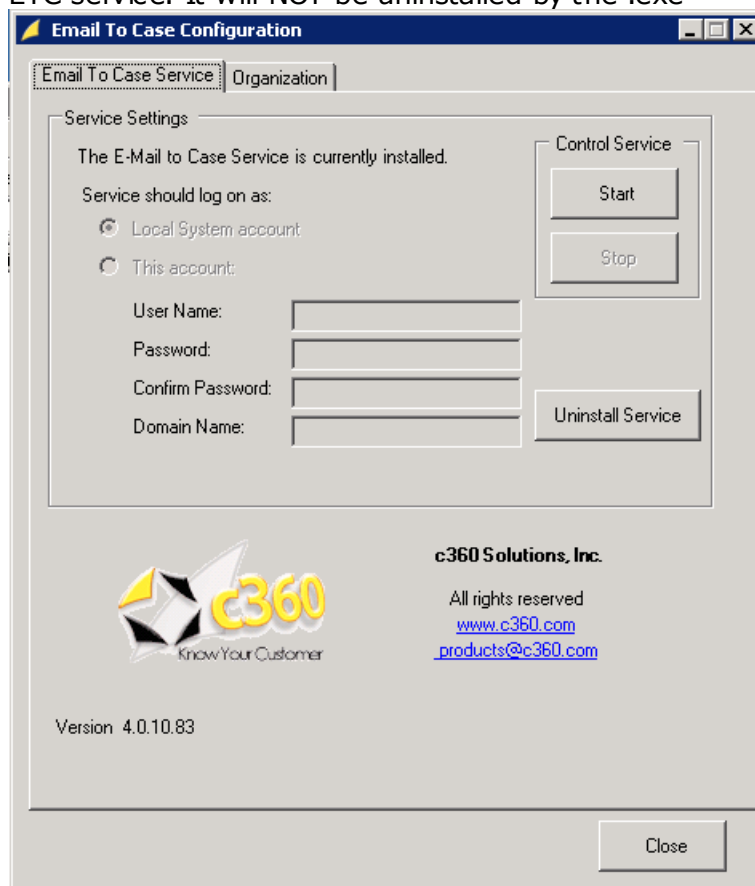 ETC service. It will NOT be uninstalled by the .exe
Email To Case Configuration
Email To Case Service
Organization
Service Settings
The E-Mail to Case Service is currently installed.
Service should log on as:
Local System account
This account:
User Name:
Password:
Confirm Password:
Domain Name:
Control Service
Start
Stop
Uninstall Service
c360
Know Your Customer
c360 Solutions, Inc.
All rights reserved
www.c360.com
products@c360.com
Version 4.0.10.83
Close